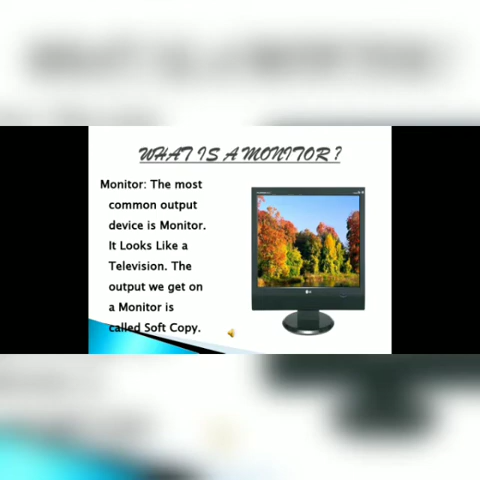 WHAT IS A MONITOR?
Monitor: The most
common output
device is Monitor.
It Looks Like a
Television. The
output we get on
a Monitor is
called Soft Copy.
LG